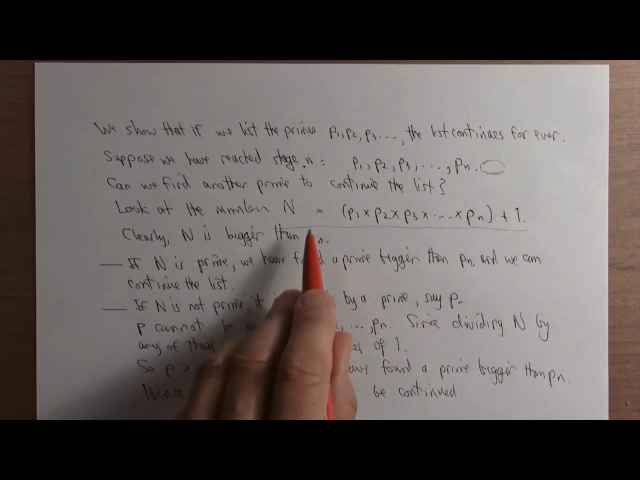 We show that if we list the primes p₁, p₂, p₃ ..., the list continues for ever.
Suppose we have reached stage n: p₁, p₂, p₃, ..., pₙ.
Can we find another prime to continue the list?
Look at the number N = (p₁ × p₂ × p₃ × ... × pₙ) + 1.
Clearly, N is bigger than n.
— If N is prime, we have found a prime bigger than pₙ and we can
continue the list.
— If N is not prime, it by a prime, say p.
p cannot be , ..., pₙ. Since dividing N by
any of these of 1.
So p > found a prime bigger than pₙ.
Hence be continued.